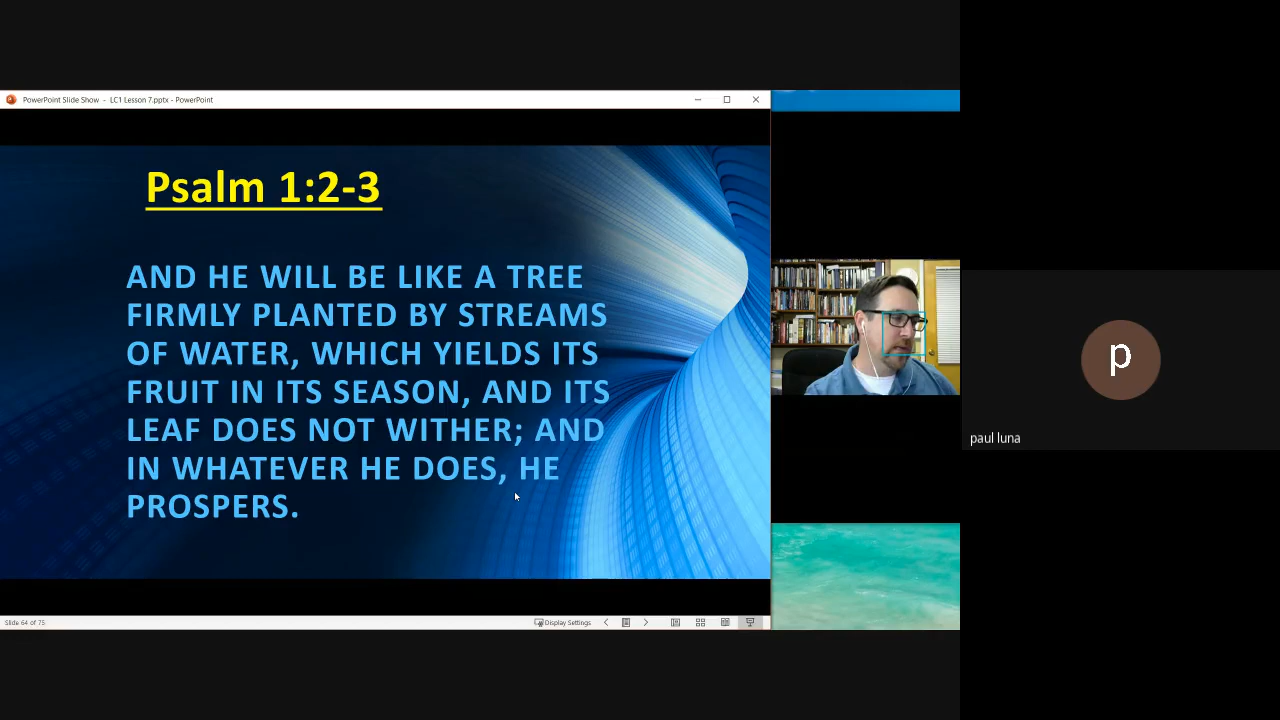 PowerPoint Slide Show - LC1 Lesson 7.pptx - PowerPoint
Psalm 1:2-3
AND HE WILL BE LIKE A TREE
FIRMLY PLANTED BY STREAMS
OF WATER, WHICH YIELDS ITS
FRUIT IN ITS SEASON, AND ITS
LEAF DOES NOT WITHER; AND
IN WHATEVER HE DOES, HE
PROSPERS.
Slide 64 of 75
Display Settings
p
paul luna